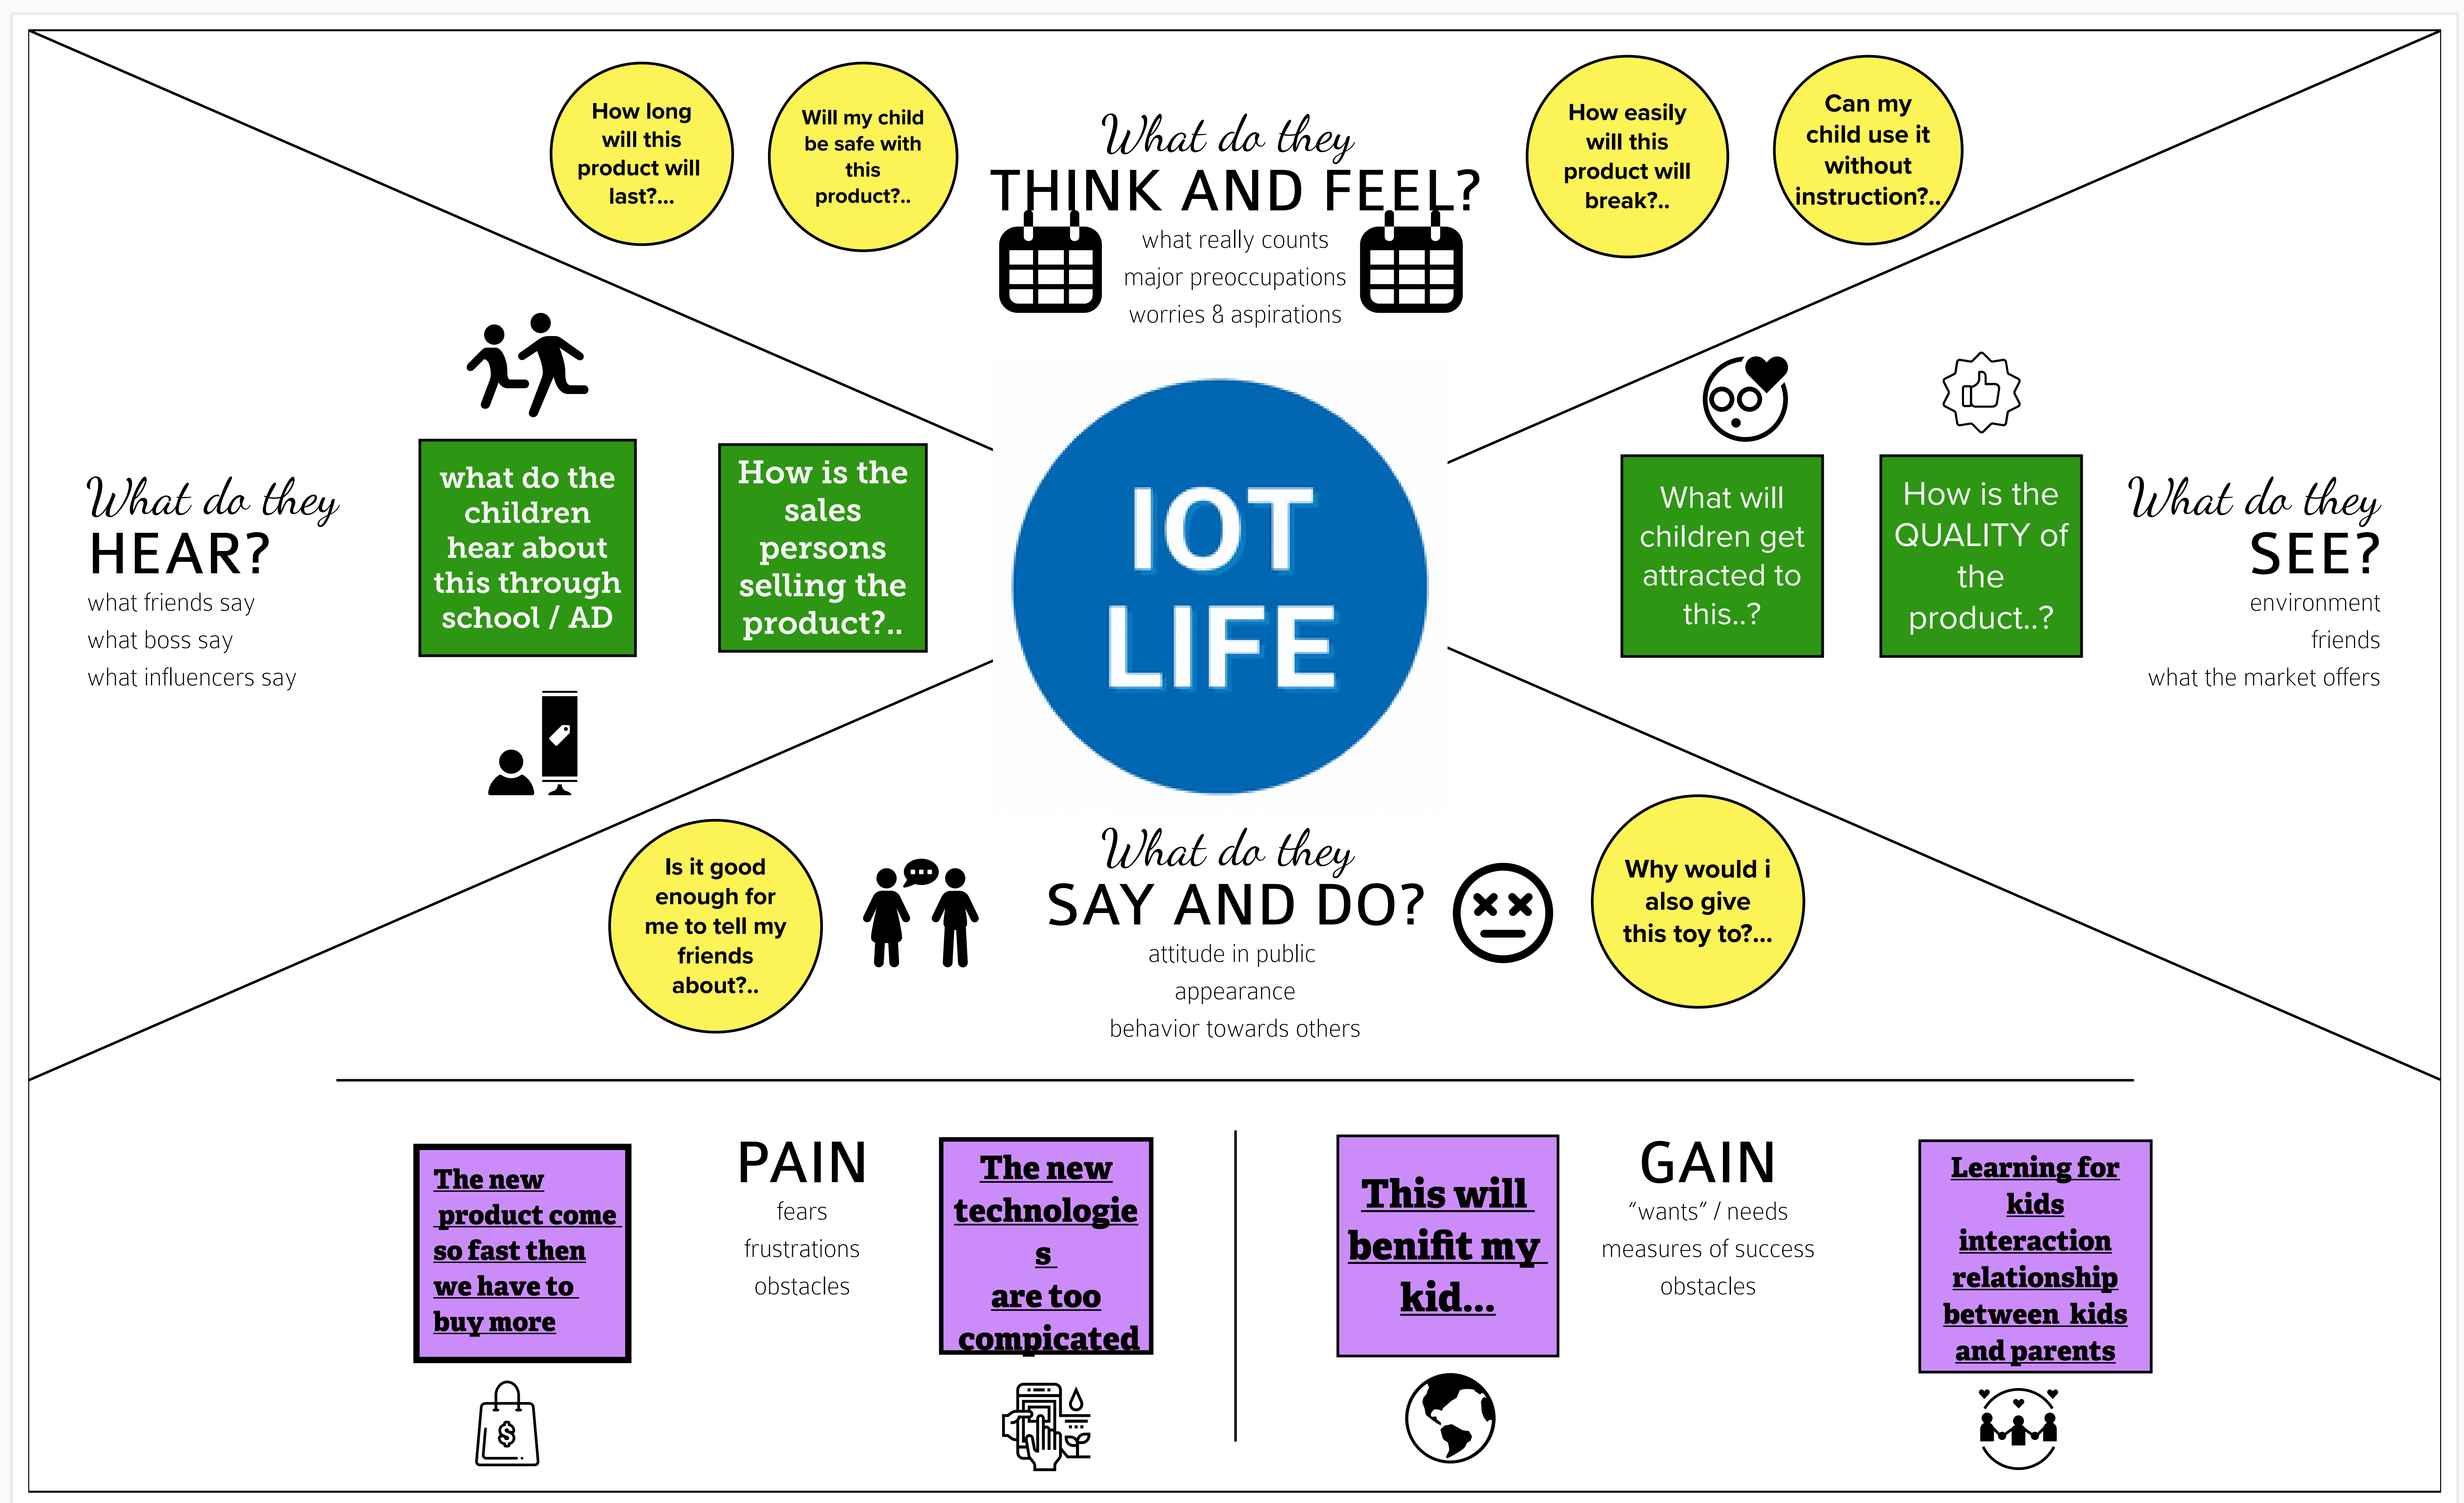 How long
will this
product will
last?...
Will my child
be safe with
this
product?..
What do they
THINK AND FEEL?
what really counts
major preoccupations
worries & aspirations
How easily
will this
product will
break?..
Can my
child use it
without
instruction?..
What do they
HEAR?
what friends say
what boss say
what influencers say
what do the
children
hear about
this through
school / AD
How is the
sales
persons
selling the
product?..
IOT
LIFE
What will
children get
attracted to
this..?
How is the
QUALITY of
the
product..?
What do they
SEE?
environment
friends
what the market offers
Is it good
enough for
me to tell my
friends
about?..
What do they
SAY AND DO?
attitude in public
appearance
behavior towards others
Why would i
also give
this toy to?...
The new
product come
so fast then
we have to
buy more
$
PAIN
fears
frustrations
obstacles
The new
technologie
s
are too
compicated
This will
benifit my
kid...
GAIN
“wants” / needs
measures of success
obstacles
Learning for
kids
interaction
relationship
between kids
and parents